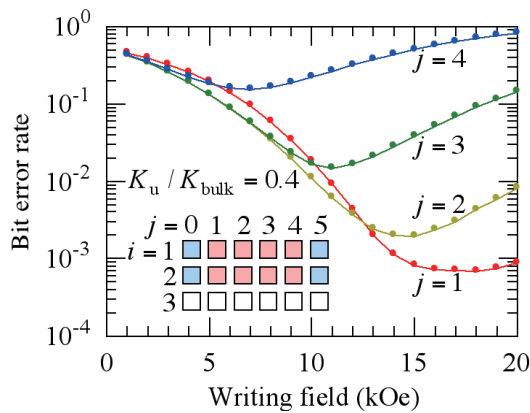 10^0
10^-1
10^-2
10^-3
10^-4
Bit error rate
j = 4
j = 3
j = 2
j = 1
K_u / K_bulk = 0.4
j = 0 1 2 3 4 5
i = 1
2
3
0 5 10 15 20
Writing field (kOe)